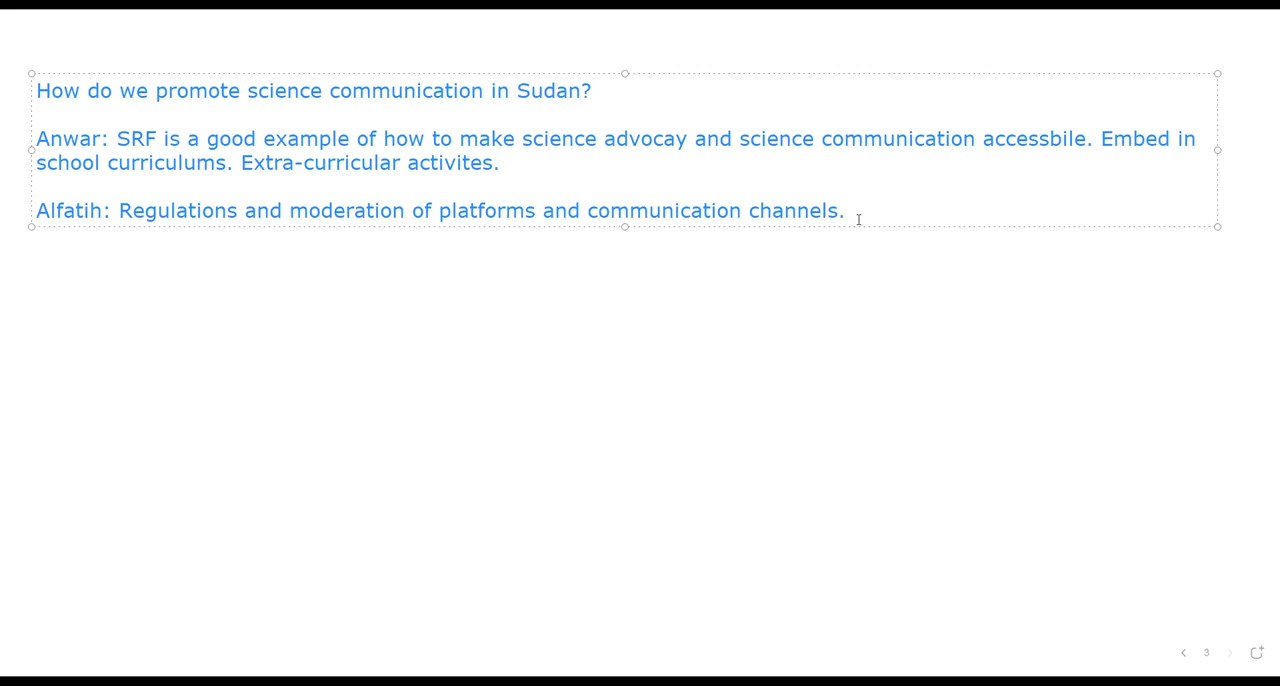 How do we promote science communication in Sudan?
Anwar: SRF is a good example of how to make science advocay and science communication accessbile. Embed in
school curriculums. Extra-curricular activites.
Alfatih: Regulations and moderation of platforms and communication channels.
3